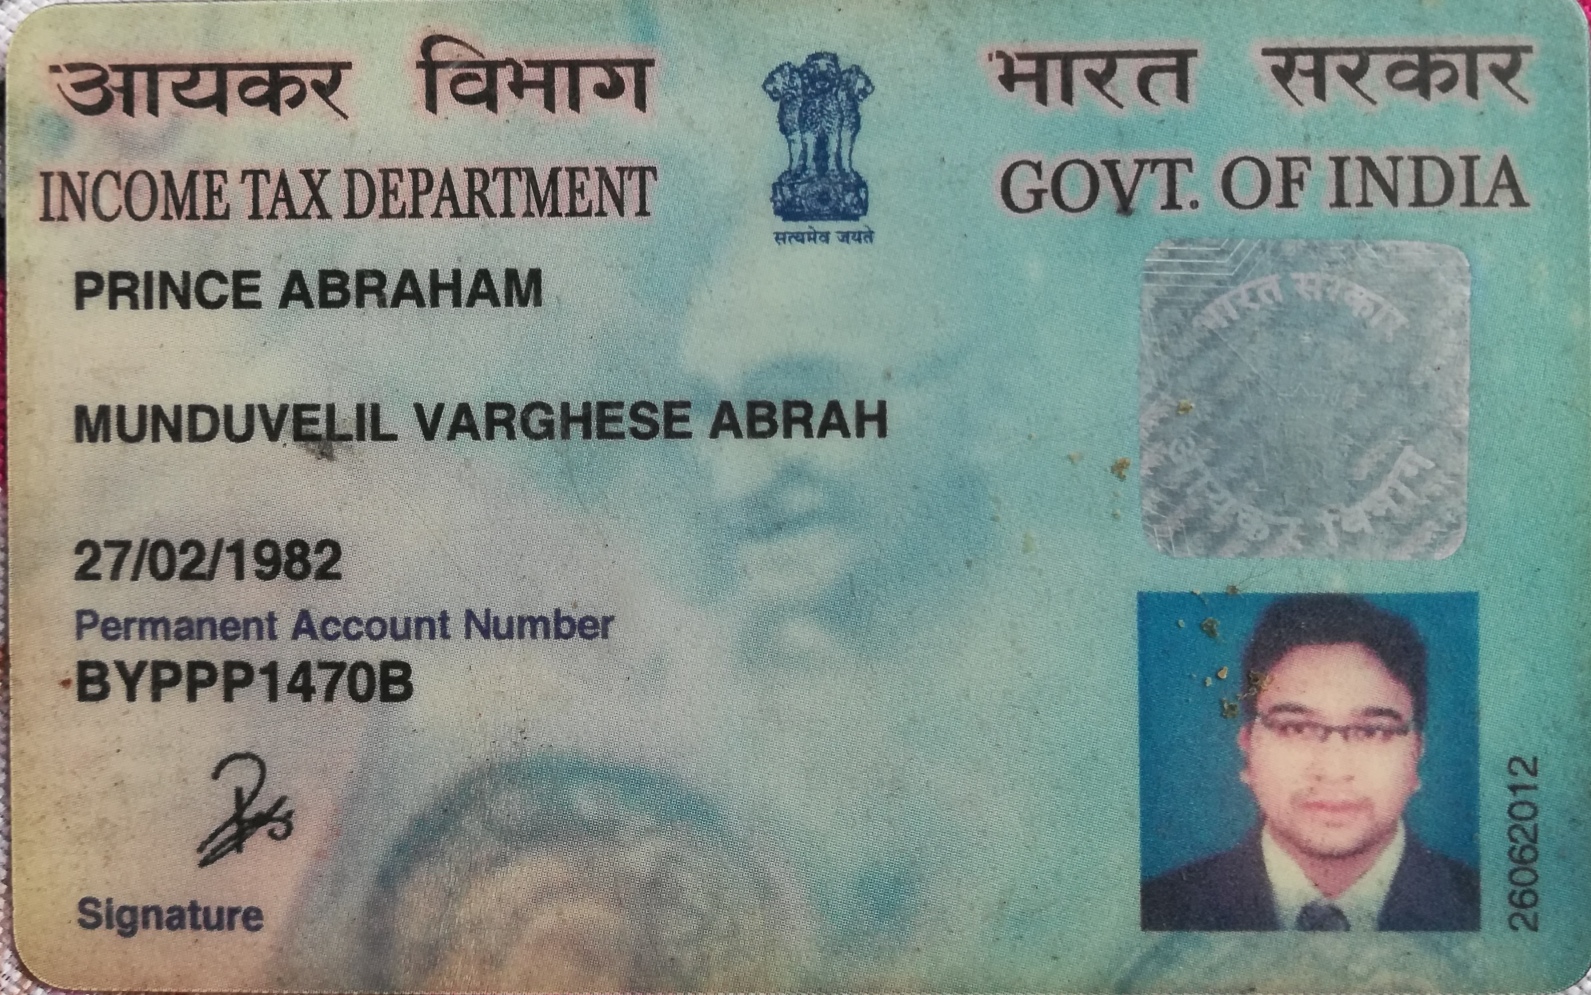 आयकर विभाग
INCOME TAX DEPARTMENT
सत्यमेव जयते
भारत सरकार
GOVT. OF INDIA
PRINCE ABRAHAM
MUNDUVELIL VARGHESE ABRAH
27/02/1982
Permanent Account Number
BYPPP1470B
Signature
भारत सरकार
आयकर विभाग
26062012